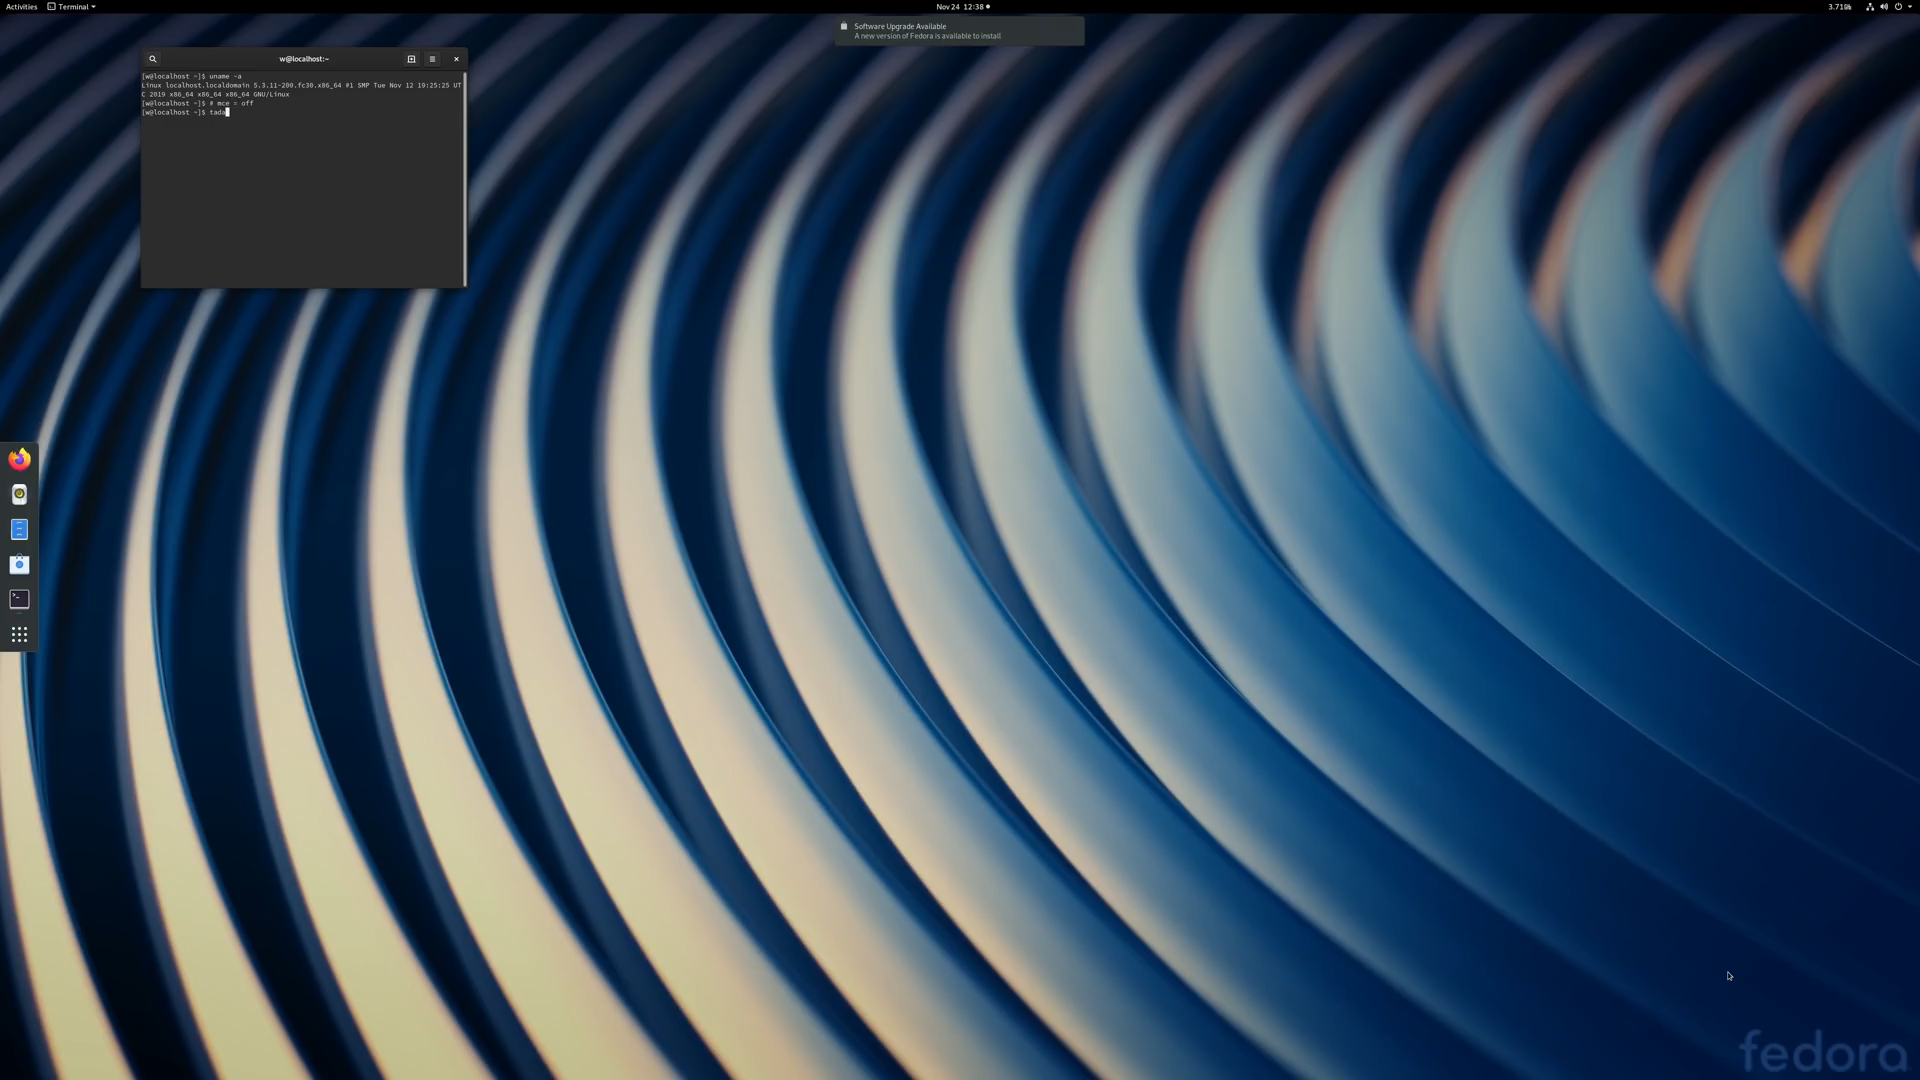 Activities
Terminal
Nov 24 12:38
Software Upgrade Available
A new version of Fedora is available to install
w@localhost:~
[w@localhost ~]$ uname -a
Linux localhost.localdomain 5.3.11-200.fc30.x86_64 #1 SMP Tue Nov 12 19:25:25 UT
C 2019 x86_64 x86_64 x86_64 GNU/Linux
[w@localhost ~]$ # mce = off
[w@localhost ~]$ tada
fedora